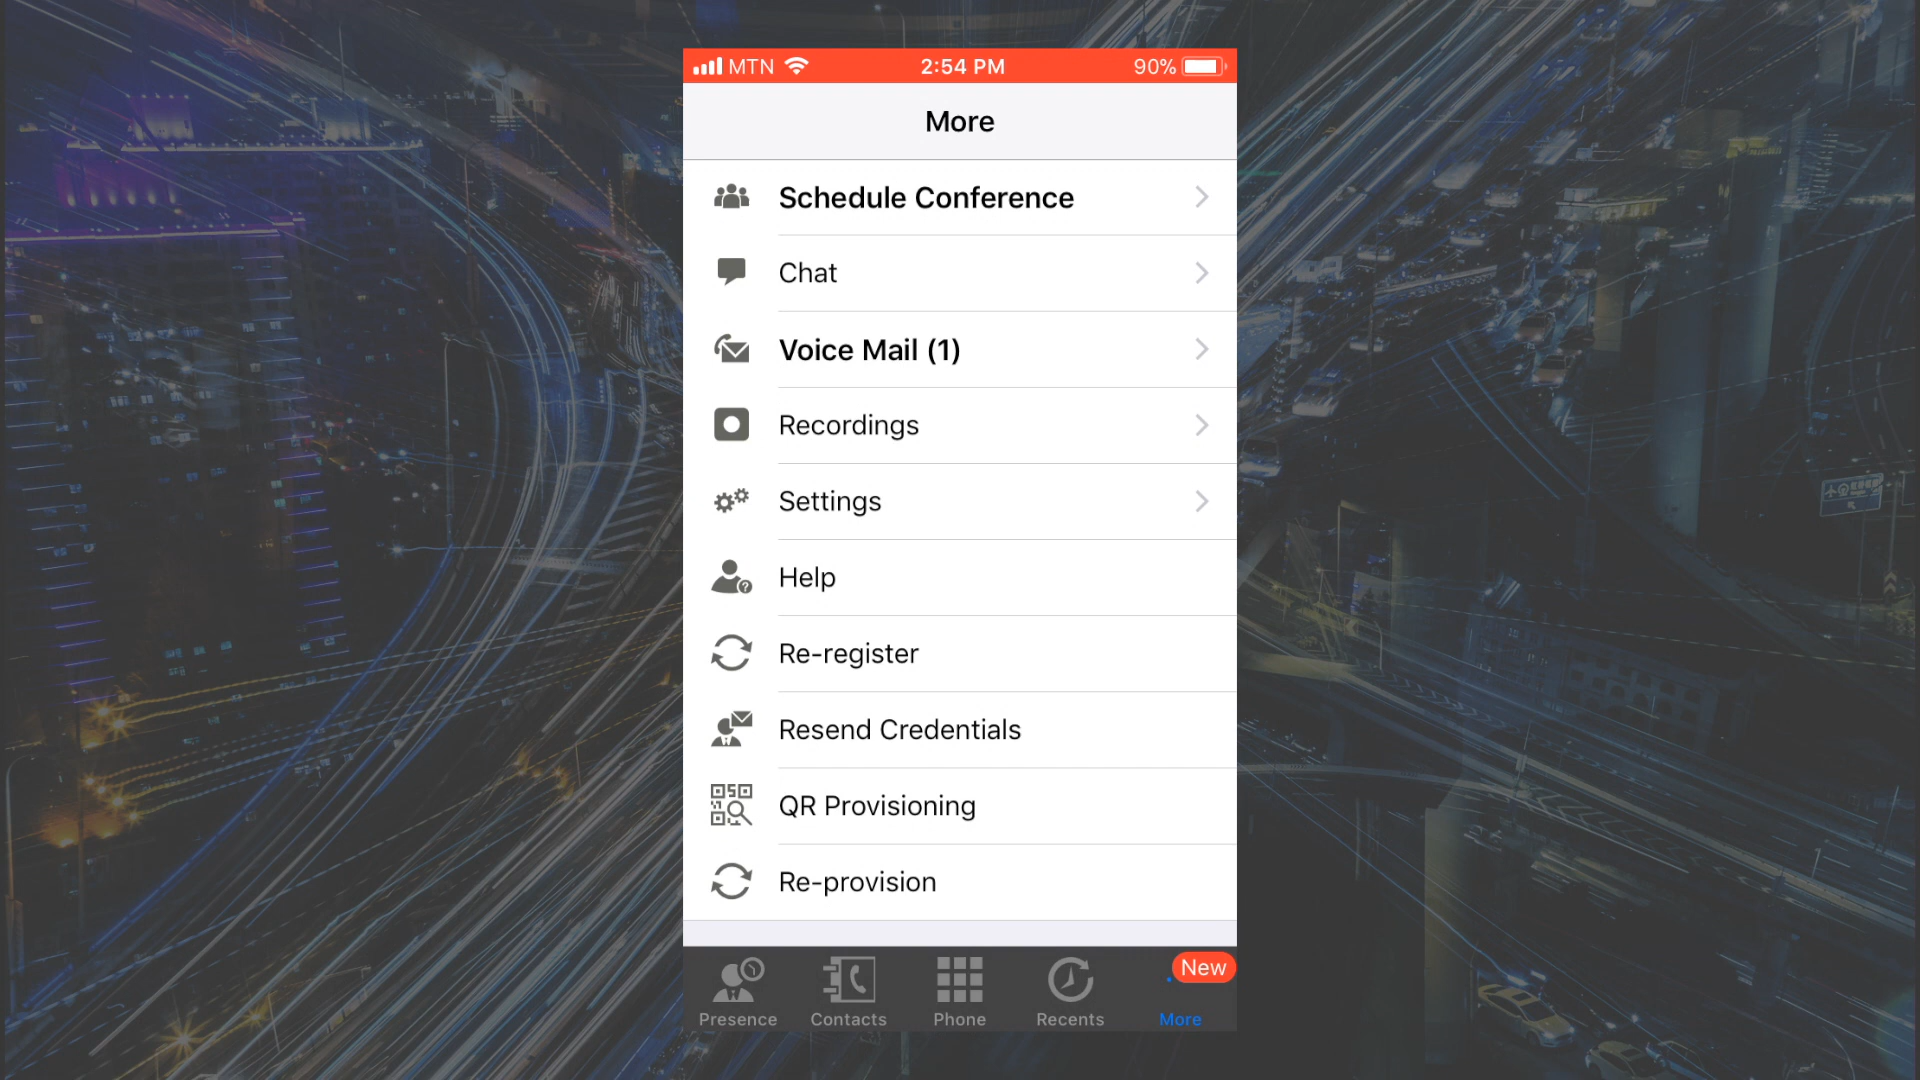 MTN 2:54 PM 90%
More
Schedule Conference
Chat
Voice Mail (1)
Recordings
Settings
Help
Re-register
Resend Credentials
QR Provisioning
Re-provision
New
Presence Contacts Phone Recents More